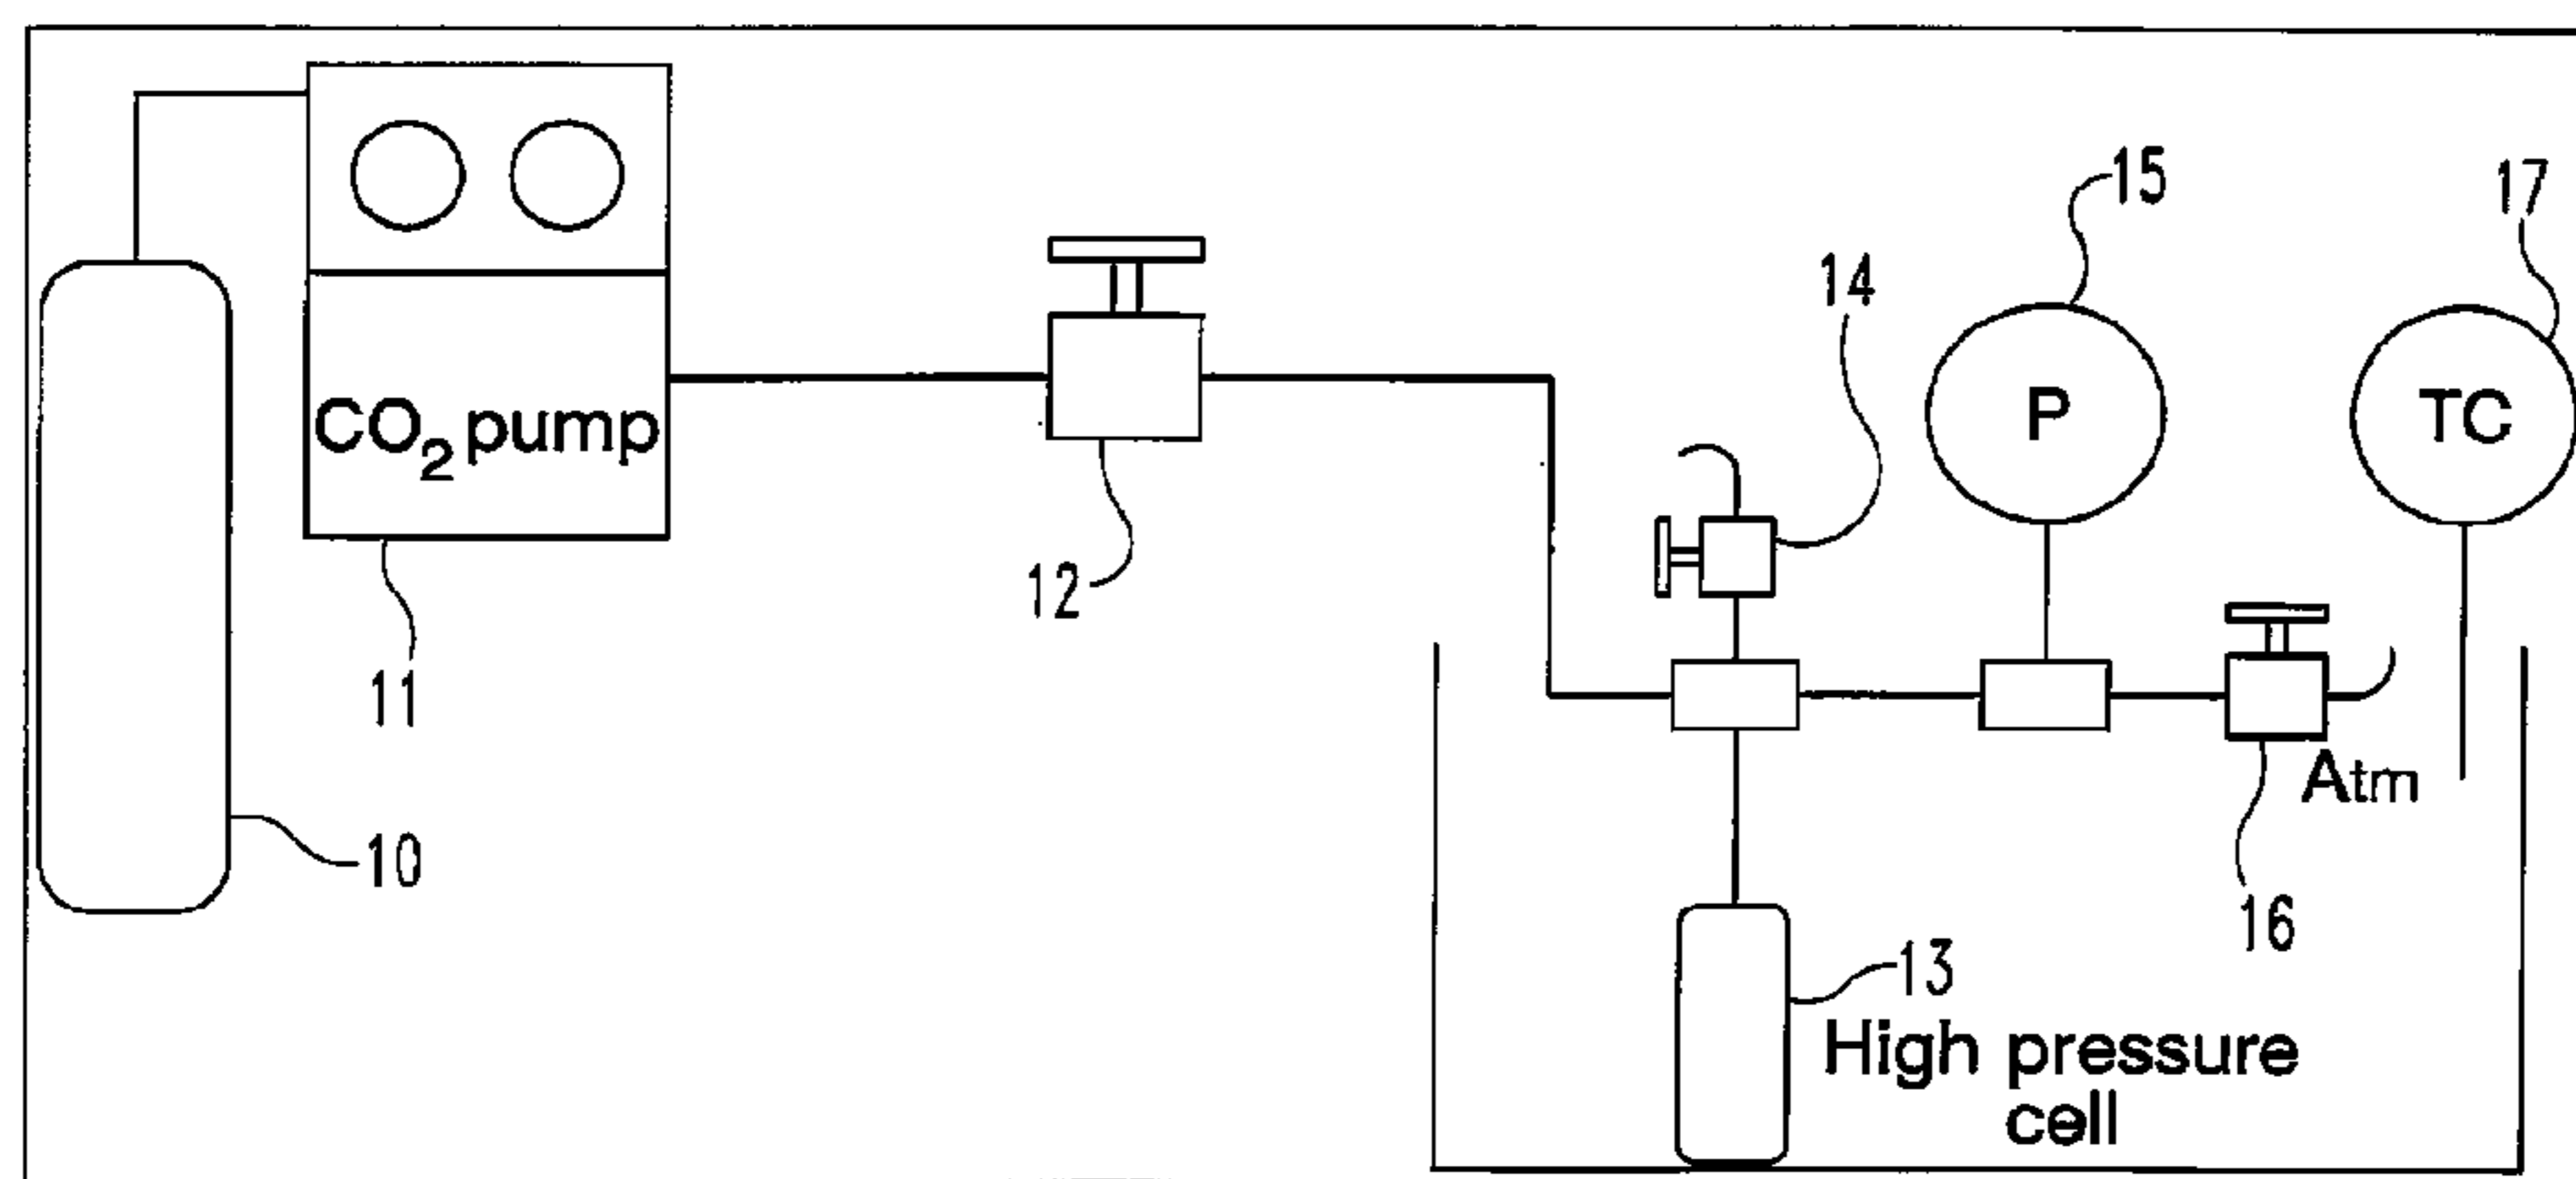 15
17
14
P
TC
CO₂ pump
12
11
Atm
10
16
13
High pressure
cell